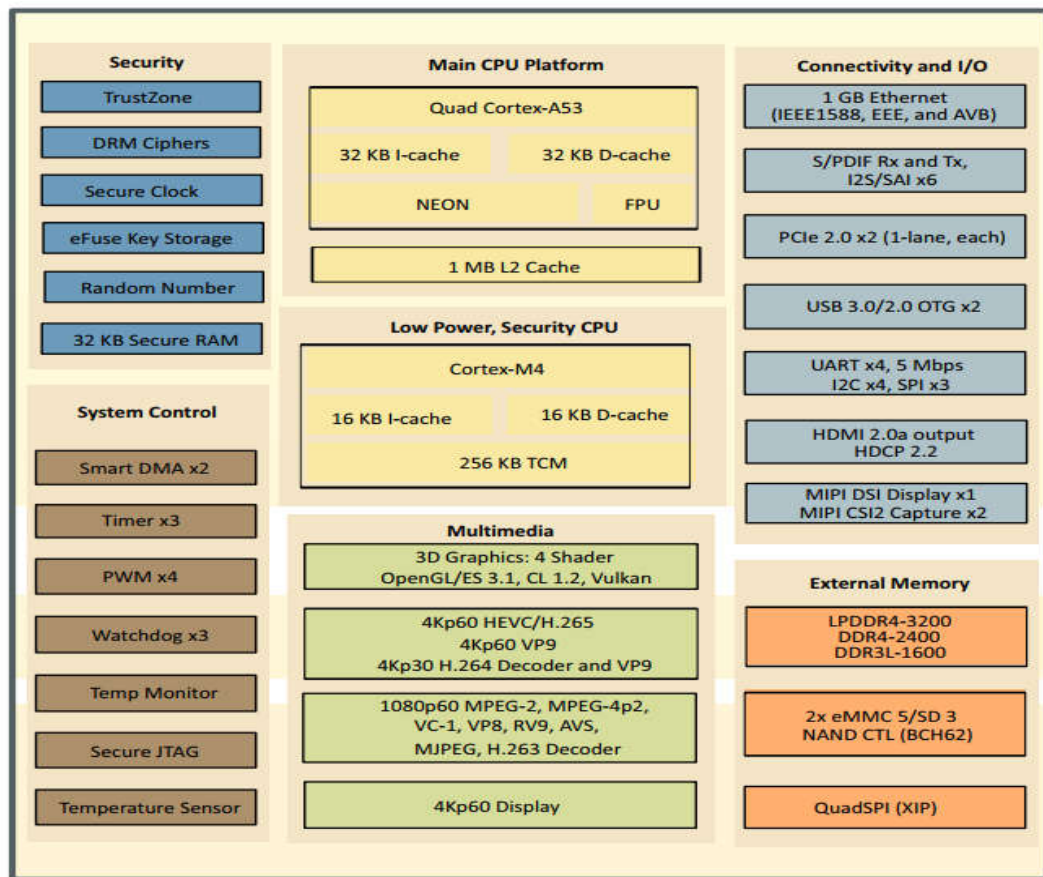 Security
TrustZone
DRM Ciphers
Secure Clock
eFuse Key Storage
Random Number
32 KB Secure RAM
System Control
Smart DMA x2
Timer x3
PWM x4
Watchdog x3
Temp Monitor
Secure JTAG
Temperature Sensor
Main CPU Platform
Quad Cortex-A53
32 KB I-cache
32 KB D-cache
NEON
FPU
1 MB L2 Cache
Low Power, Security CPU
Cortex-M4
16 KB I-cache
16 KB D-cache
256 KB TCM
Multimedia
3D Graphics: 4 Shader
OpenGL/ES 3.1, CL 1.2, Vulkan
4Kp60 HEVC/H.265
4Kp60 VP9
4Kp30 H.264 Decoder and VP9
1080p60 MPEG-2, MPEG-4p2,
VC-1, VP8, RV9, AVS,
MJPEG, H.263 Decoder
4Kp60 Display
Connectivity and I/O
1 GB Ethernet
(IEEE1588, EEE, and AVB)
S/PDIF Rx and Tx,
I2S/SAI x6
PCIe 2.0 x2 (1-lane, each)
USB 3.0/2.0 OTG x2
UART x4, 5 Mbps
I2C x4, SPI x3
HDMI 2.0a output
HDCP 2.2
MIPI DSI Display x1
MIPI CSI2 Capture x2
External Memory
LPDDR4-3200
DDR4-2400
DDR3L-1600
2x eMMC 5/SD 3
NAND CTL (BCH62)
QuadSPI (XIP)